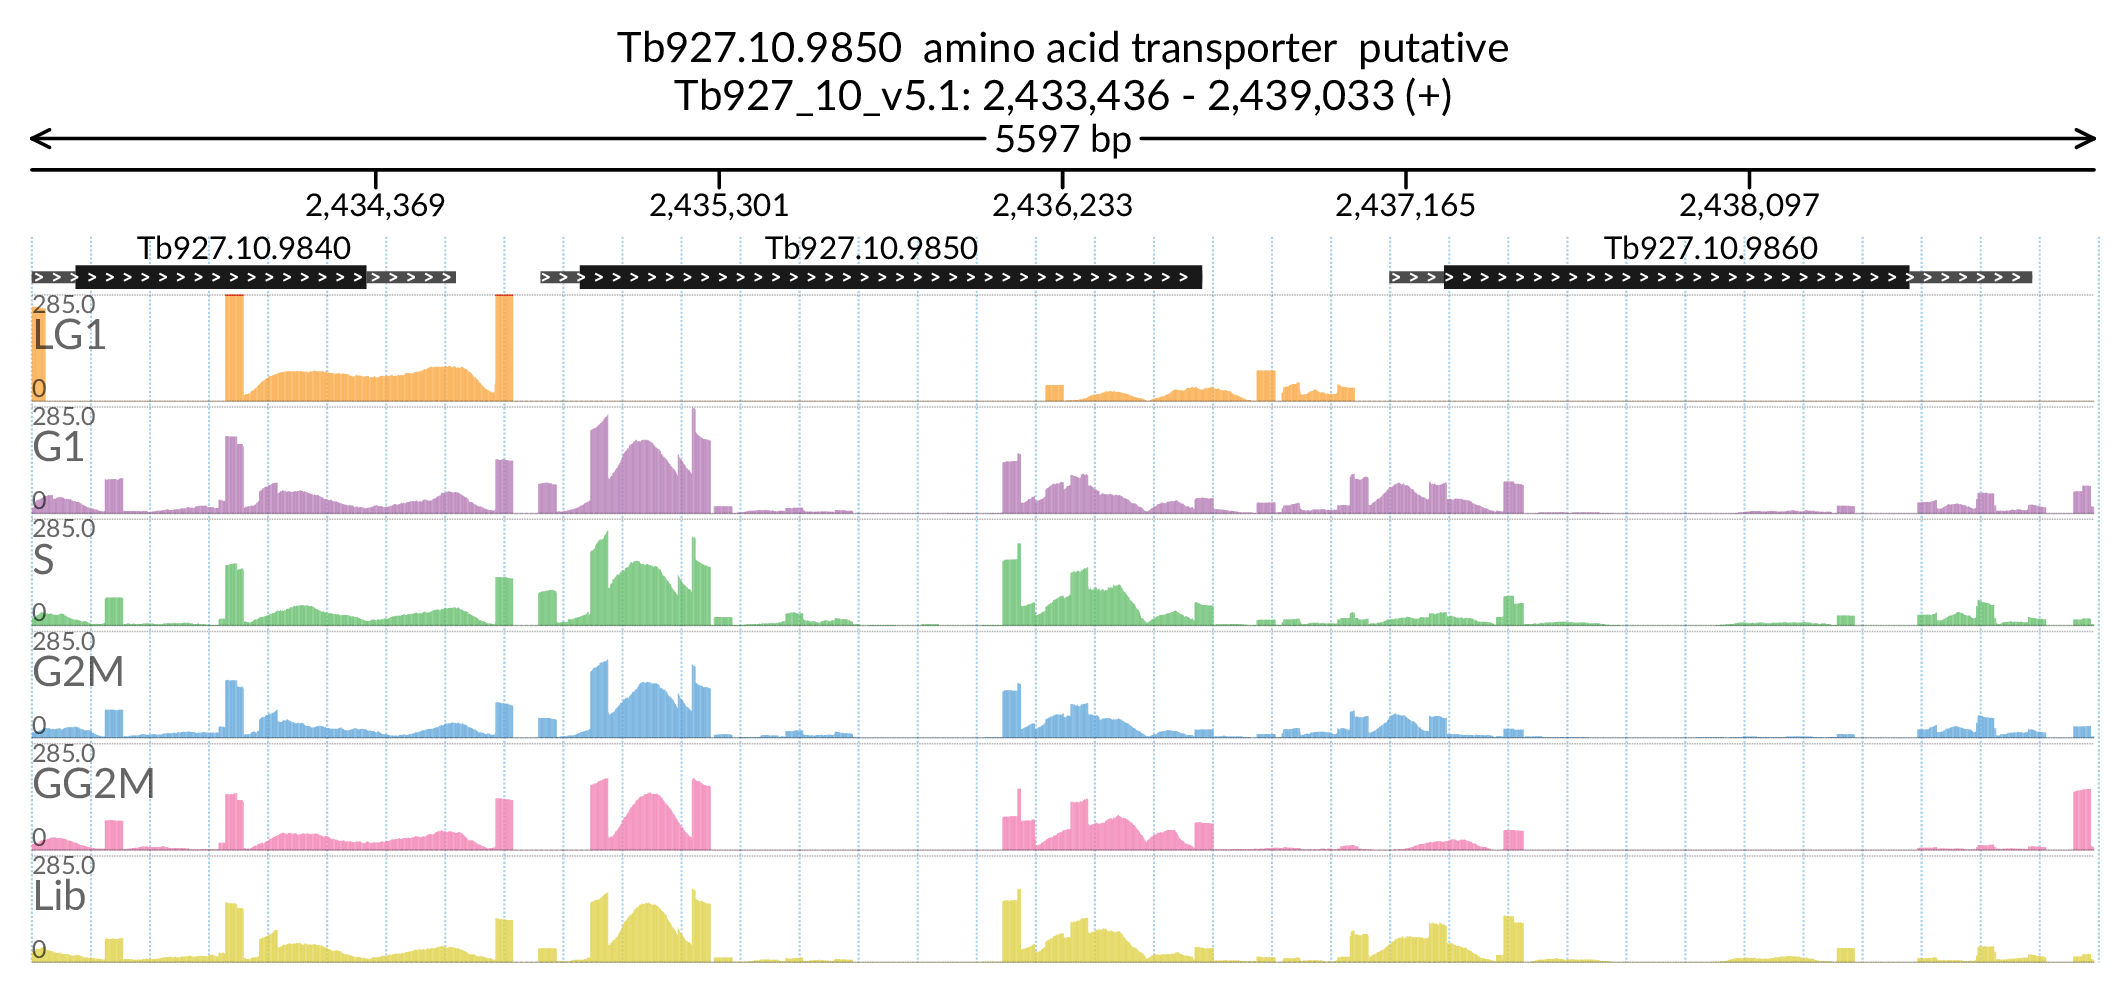 Tb927.10.9850 amino acid transporter putative
Tb927_10_v5.1: 2,433,436 - 2,439,033 (+)
5597 bp
2,434,369 2,435,301 2,436,233 2,437,165 2,438,097
Tb927.10.9840 Tb927.10.9850 Tb927.10.9860
285.0
LG1
0
285.0
G1
0
285.0
S
0
285.0
G2M
0
285.0
GG2M
0
285.0
Lib
0